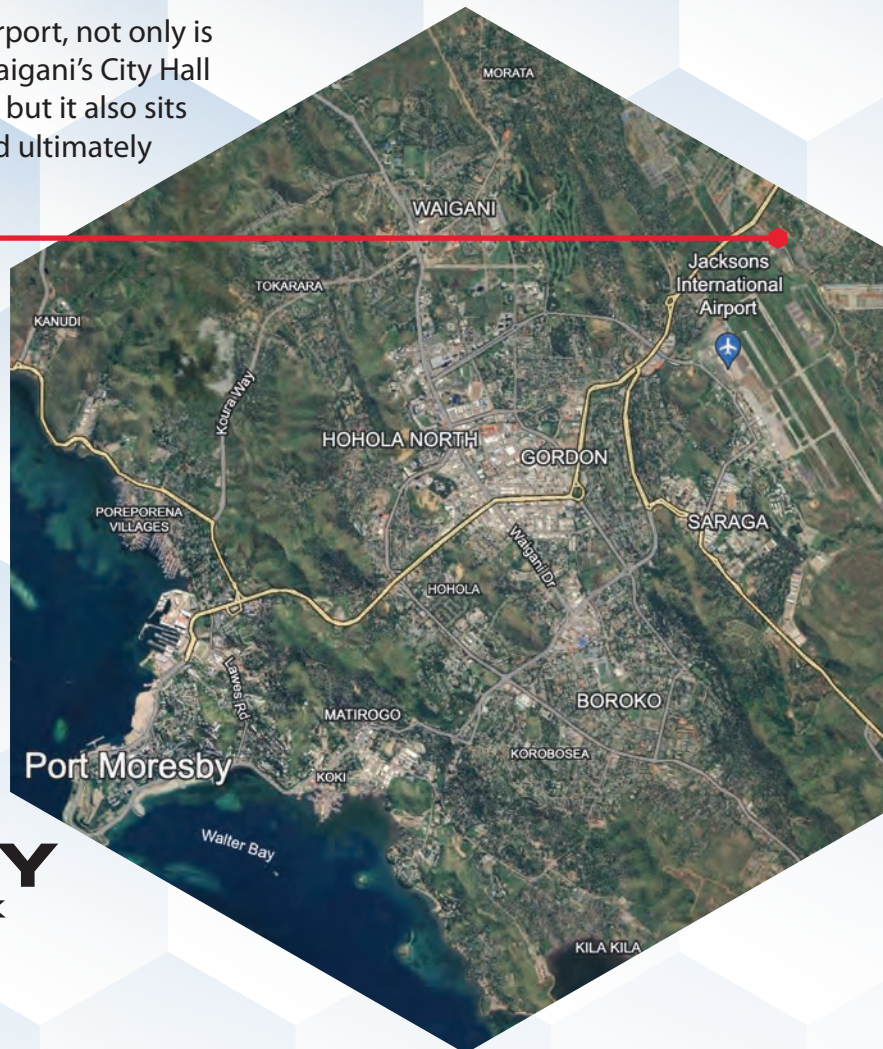 rport, not only is
aigani's City Hall
but it also sits
d ultimately
MORATA
WAIGANI
Jacksons
International
Airport
TOKARARA
KANUDI
Koura Way
HOHOLA NORTH
GORDON
POREPORENA
VILLAGES
SARAGA
Waigani Dr
HOHOLA
Lawes Rd
BOROKO
MATIROGO
KOROBOSEA
Port Moresby
KOKI
Walter Bay
Y
KILA KILA